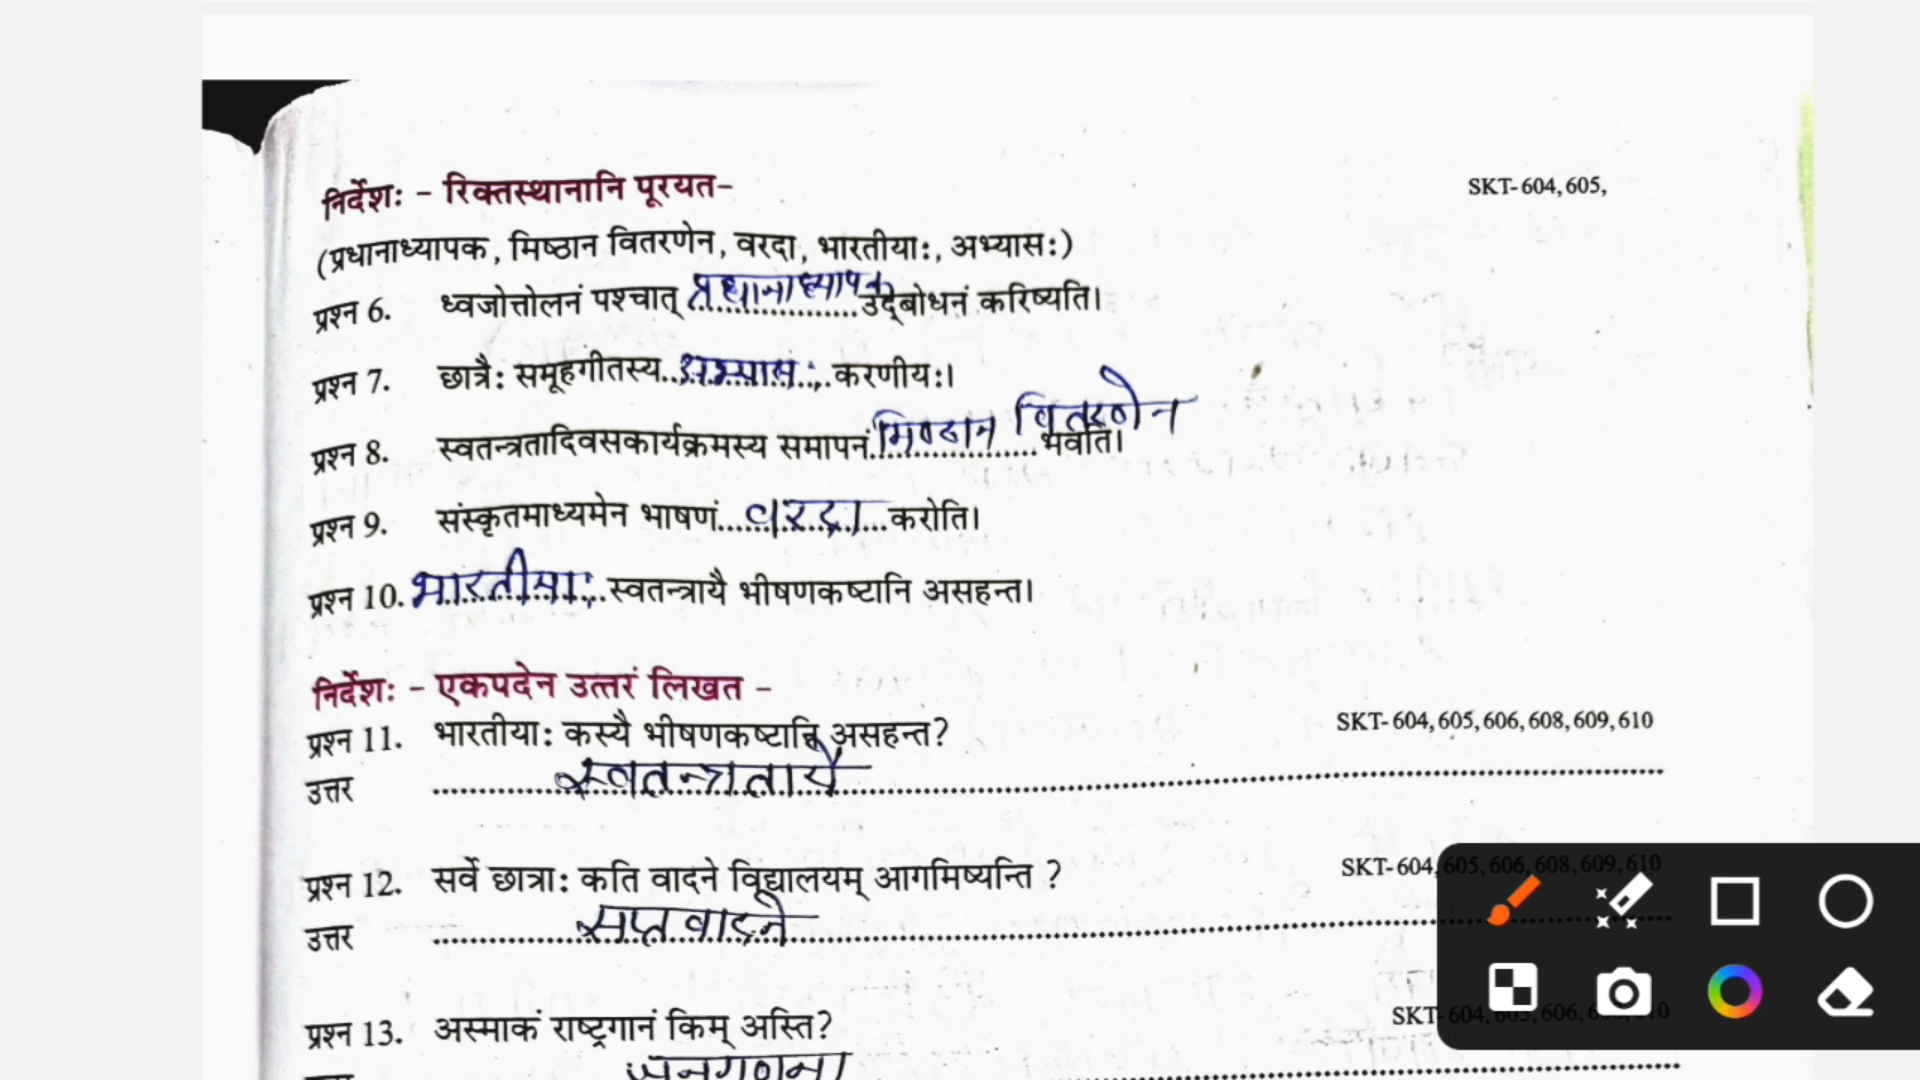 निर्देशः - रिक्तस्थानानि पूरयत-
SKT-604,605,
(प्रधानाध्यापक, मिष्ठान वितरणेन, वरदा, भारतीयाः, अभ्यासः)
प्रश्न 6. ध्वजोत्तोलनं पश्चात् प्रधानाध्यापक उद्बोधनं करिष्यति।
प्रश्न 7. छात्रैः समूहगीतस्य अभ्यासः करणीयः।
प्रश्न 8. स्वतन्त्रतादिवसकार्यक्रमस्य समापनं मिष्ठान वितरणेन भवति।
प्रश्न 9. संस्कृतमाध्यमेन भाषणं वरदा करोति।
प्रश्न 10. भारतीयाः स्वतन्त्रायै भीषणकष्टानि असहन्त।
निर्देशः - एकपदेन उत्तरं लिखत -
प्रश्न 11. भारतीयाः कस्यै भीषणकष्टानि असहन्त?
SKT-604,605,606,608,609,610
उत्तर स्वतन्त्रतायै
प्रश्न 12. सर्वे छात्राः कति वादने विद्यालयम् आगमिष्यन्ति ?
SKT-604,605,606,608,609,610
उत्तर सप्त वादने
प्रश्न 13. अस्माकं राष्ट्रगानं किम् अस्ति?
SKT-604,605,606,